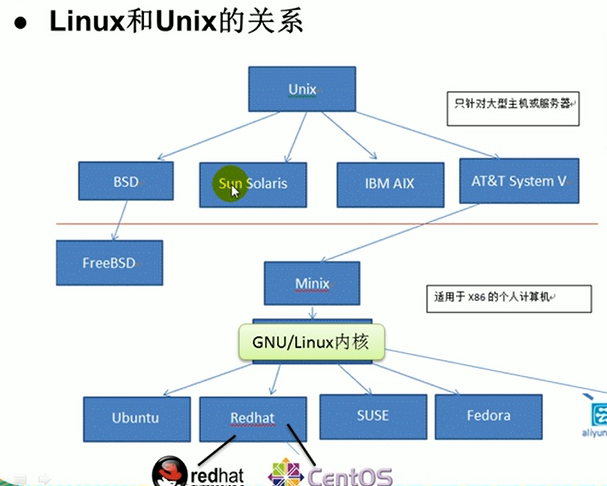 Linux和Unix的关系
Unix
只针对大型主机或服务器
BSD
Sun Solaris
IBM AIX
AT&T System V
FreeBSD
Minix
适用于 X86 的个人计算机
GNU/Linux内核
Ubuntu
Redhat
SUSE
Fedora
aliyun
redhat
CentOS